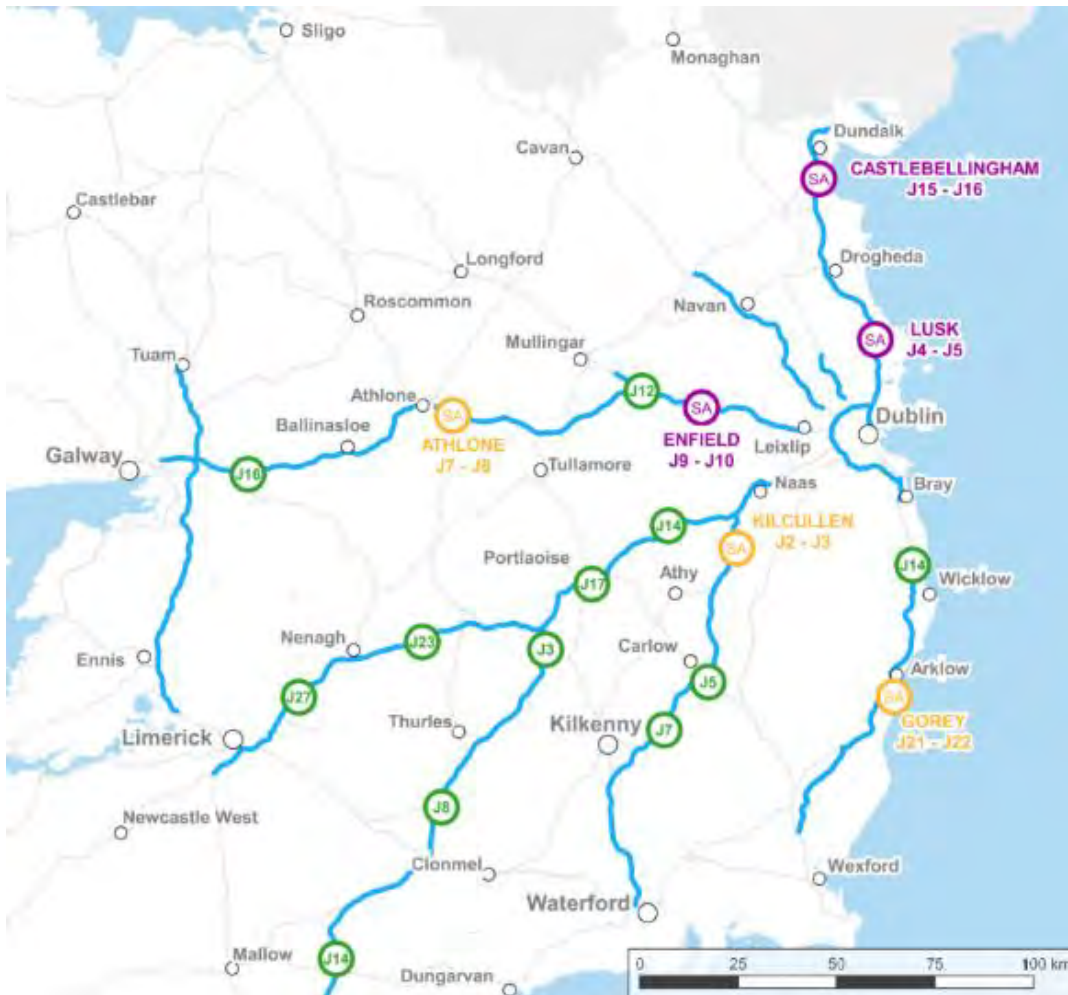 Sligo
Monaghan
Dundalk
Cavan
SA
CASTLEBELLINGHAM
J15 - J16
Castlebar
Longford
Drogheda
Roscommon
Navan
SA
LUSK
J4 - J5
Mullingar
Tuam
J12
Athlone
SA
SA
Dublin
Ballinasloe
ATHLONE
J7 - J8
ENFIELD
J9 - J10
Leixlip
Galway
J16
Tullamore
Naas
Bray
J14
KILCULLEN
J2 - J3
SA
Portlaoise
J17
Athy
J14
Wicklow
Nenagh
J23
J3
Ennis
Carlow
J5
Arklow
J27
SA
GOREY
J21 - J22
Thurles
Kilkenny
J7
Limerick
J8
Newcastle West
Clonmel
Wexford
Waterford
Mallow
J14
Dungarvan
0 25 50 75 100 km